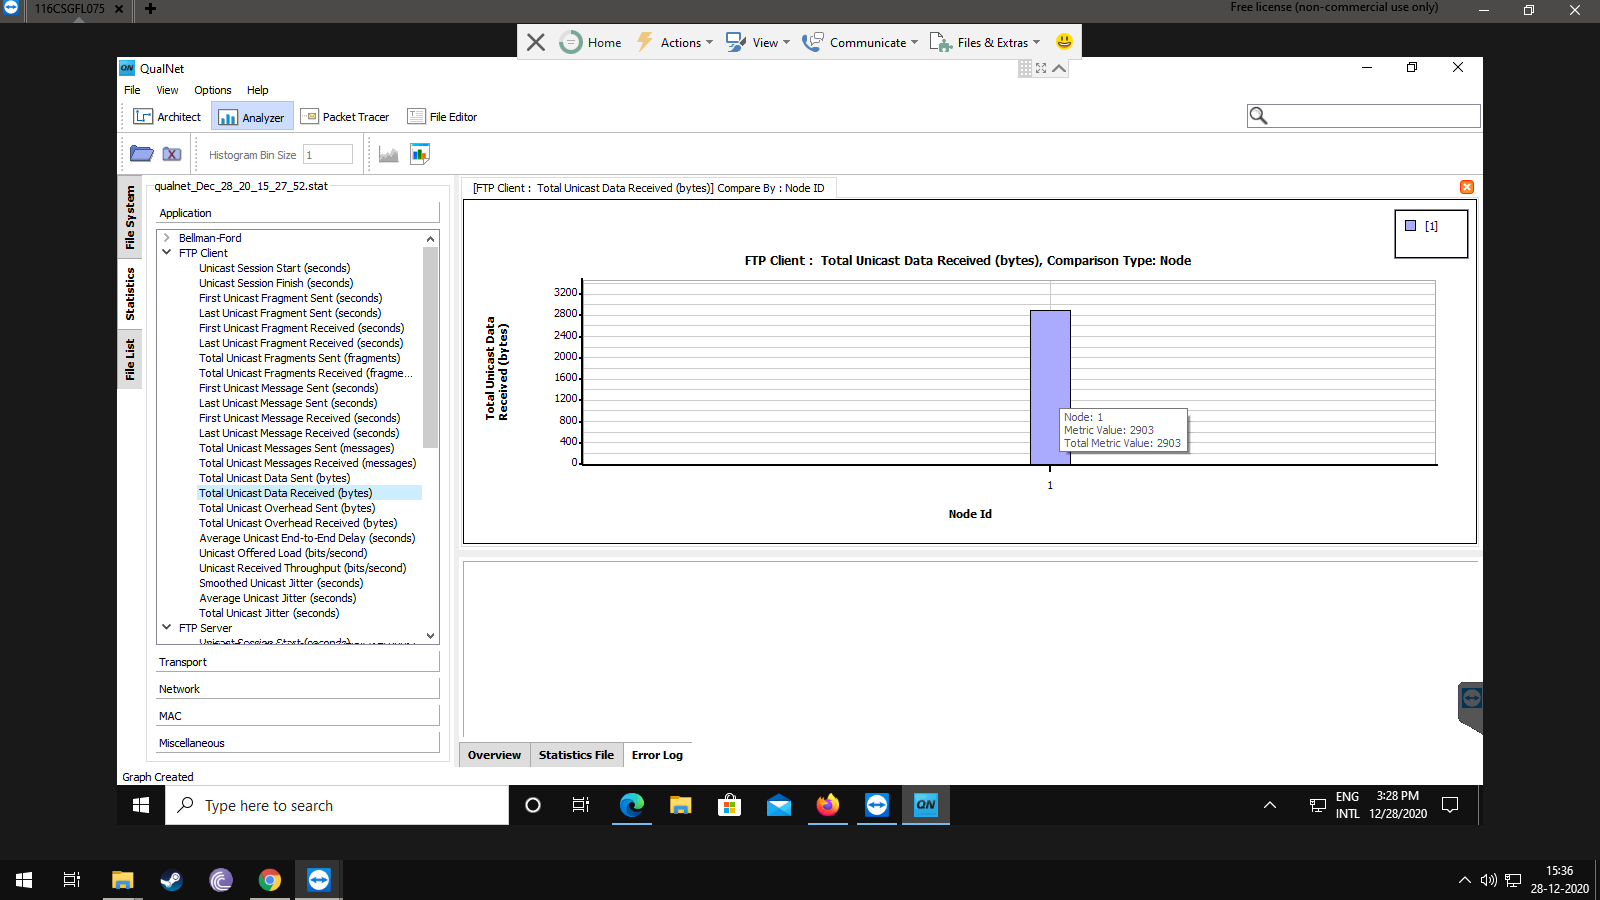 116CSGFL075
Free license (non-commercial use only)
Home
Actions
View
Communicate
Files & Extras
QN QualNet
File View Options Help
Architect
Analyzer
Packet Tracer
File Editor
Histogram Bin Size 1
File System
Statistics
File List
qualnet_Dec_28_20_15_27_52.stat
Application
Bellman-Ford
FTP Client
Unicast Session Start (seconds)
Unicast Session Finish (seconds)
First Unicast Fragment Sent (seconds)
Last Unicast Fragment Sent (seconds)
First Unicast Fragment Received (seconds)
Last Unicast Fragment Received (seconds)
Total Unicast Fragments Sent (fragments)
Total Unicast Fragments Received (fragme...
First Unicast Message Sent (seconds)
Last Unicast Message Sent (seconds)
First Unicast Message Received (seconds)
Last Unicast Message Received (seconds)
Total Unicast Messages Sent (messages)
Total Unicast Messages Received (messages)
Total Unicast Data Sent (bytes)
Total Unicast Data Received (bytes)
Total Unicast Overhead Sent (bytes)
Total Unicast Overhead Received (bytes)
Average Unicast End-to-End Delay (seconds)
Unicast Offered Load (bits/second)
Unicast Received Throughput (bits/second)
Smoothed Unicast Jitter (seconds)
Average Unicast Jitter (seconds)
Total Unicast Jitter (seconds)
FTP Server
Unicast Session Start (seconds)
Transport
Network
MAC
Miscellaneous
Graph Created
[FTP Client : Total Unicast Data Received (bytes)] Compare By : Node ID
[1]
FTP Client : Total Unicast Data Received (bytes), Comparison Type: Node
Total Unicast Data
Received (bytes)
3200
2800
2400
2000
1600
1200
800
400
0
Node: 1
Metric Value: 2903
Total Metric Value: 2903
1
Node Id
Overview
Statistics File
Error Log
Type here to search
QN
ENG
INTL
3:28 PM
12/28/2020
15:36
28-12-2020